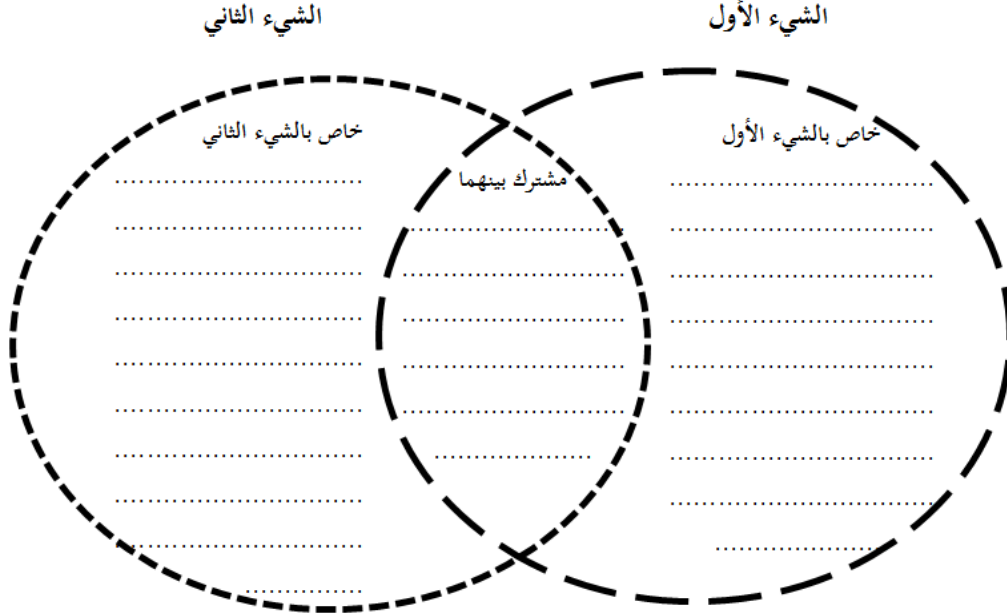 الشيء الأول
الشيء الثاني
خاص بالشيء الأول
خاص بالشيء الثاني
مشترك بينهما